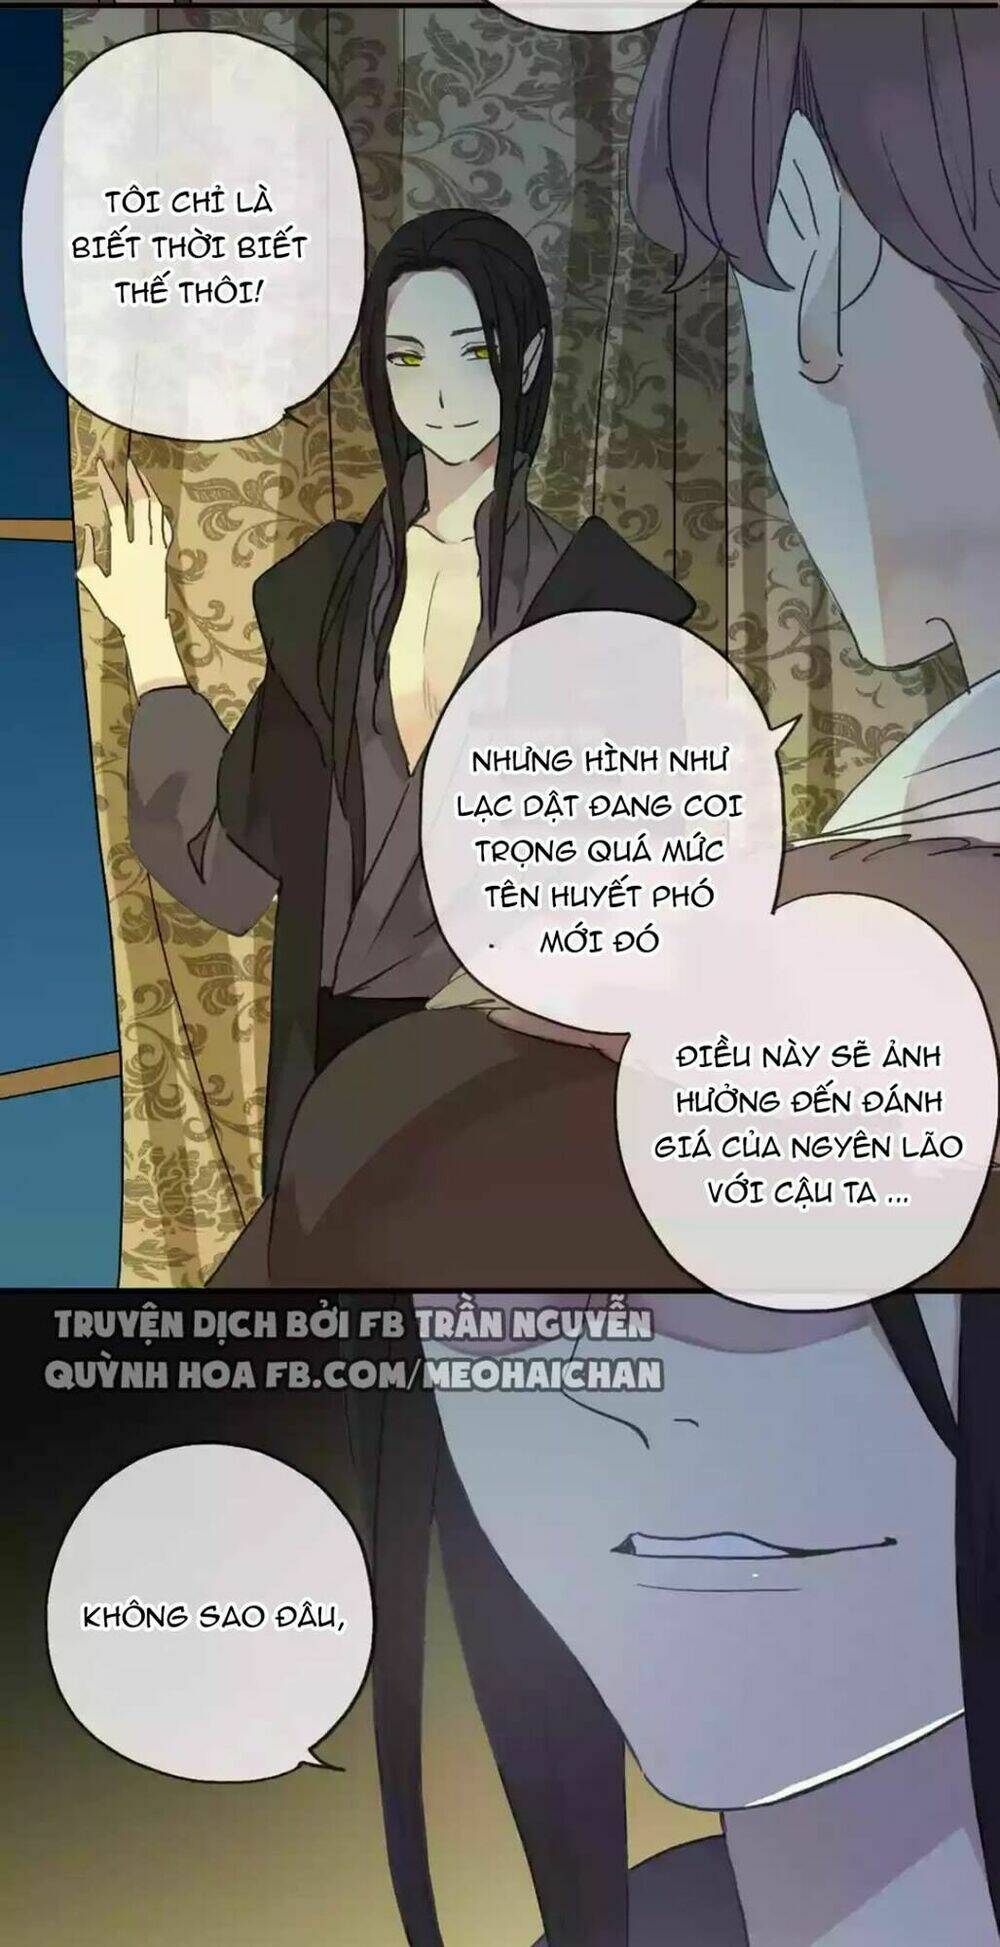 TÔI CHỈ LÀ
BIẾT THỜI BIẾT
THẾ THÔI!
NHƯNG HÌNH NHƯ
LẠC DẬT ĐANG COI
TRỌNG QUÁ MỨC
TÊN HUYẾT PHÓ
MỚI ĐÓ
ĐIỀU NÀY SẼ ẢNH
HƯỞNG ĐẾN ĐÁNH
GIÁ CỦA NGYÊN LÃO
VỚI CẬU TA ...
TRUYỆN DỊCH BỞI FB TRẦN NGUYỄN
QUỲNH HOA FB.COM/MEOHAICHAN
KHÔNG SAO ĐÂU,